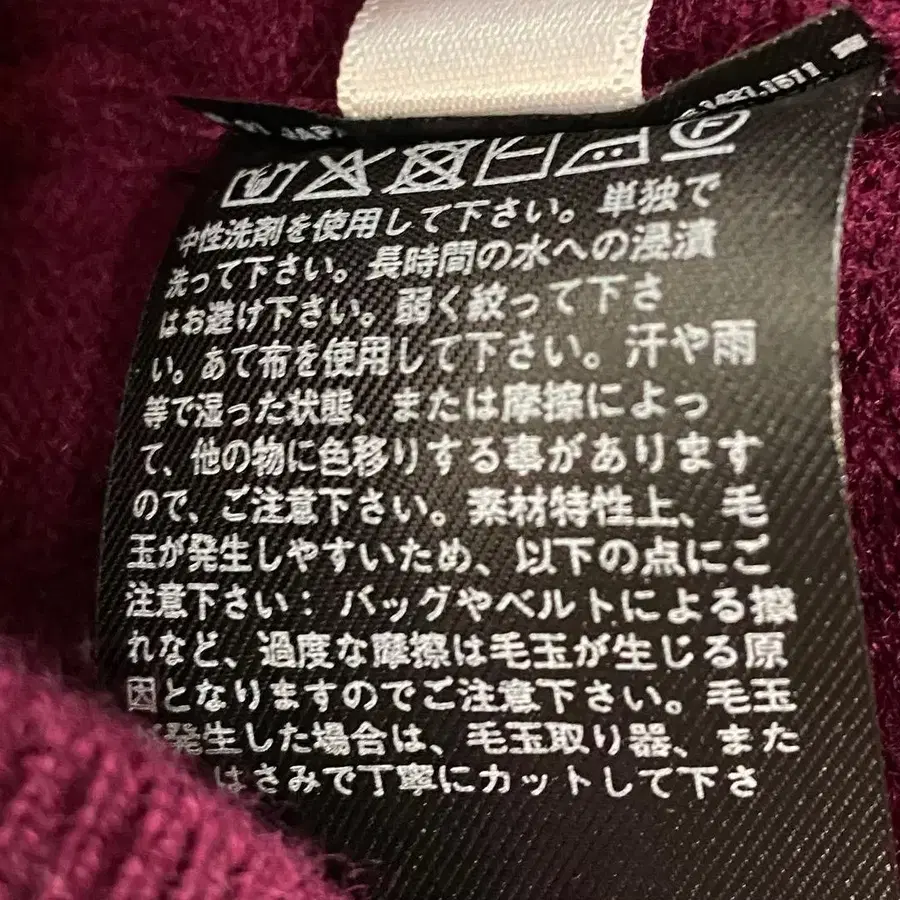 1421.1511
中性洗剤を使用して下さい。単独で
洗って下さい。長時間の水への浸漬
はお避け下さい。弱く絞って下さ
い。あて布を使用して下さい。汗や雨
等で湿った状態、または摩擦によっ
て、他の物に色移りする事があります
ので、ご注意下さい。素材特性上、毛
玉が発生しやすいため、以下の点にご
注意下さい：バッグやベルトによる擦
れなど、過度な摩擦は毛玉が生じる原
因となりますのでご注意下さい。毛玉
発生した場合は、毛玉取り器、また
はさみで丁寧にカットして下さ